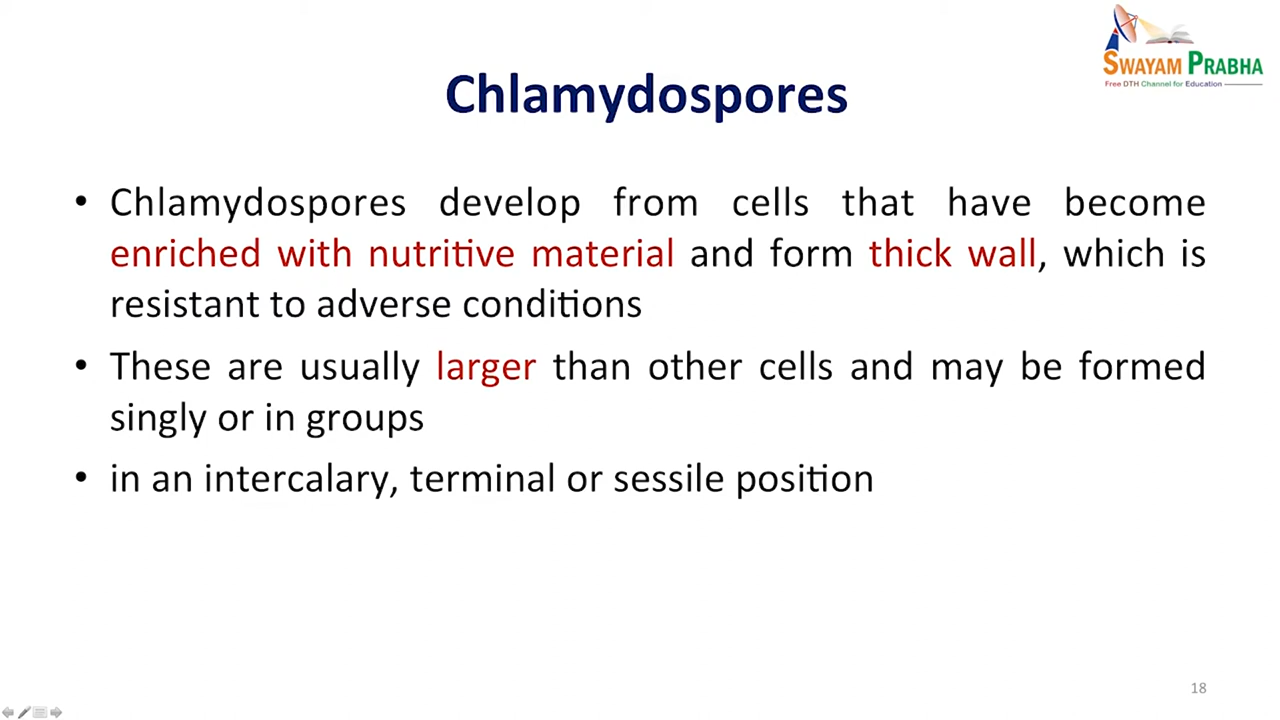 SWAYAM PRABHA
Free DTH Channel for Education
Chlamydospores
• Chlamydospores develop from cells that have become
enriched with nutritive material and form thick wall, which is
resistant to adverse conditions
• These are usually larger than other cells and may be formed
singly or in groups
• in an intercalary, terminal or sessile position
18